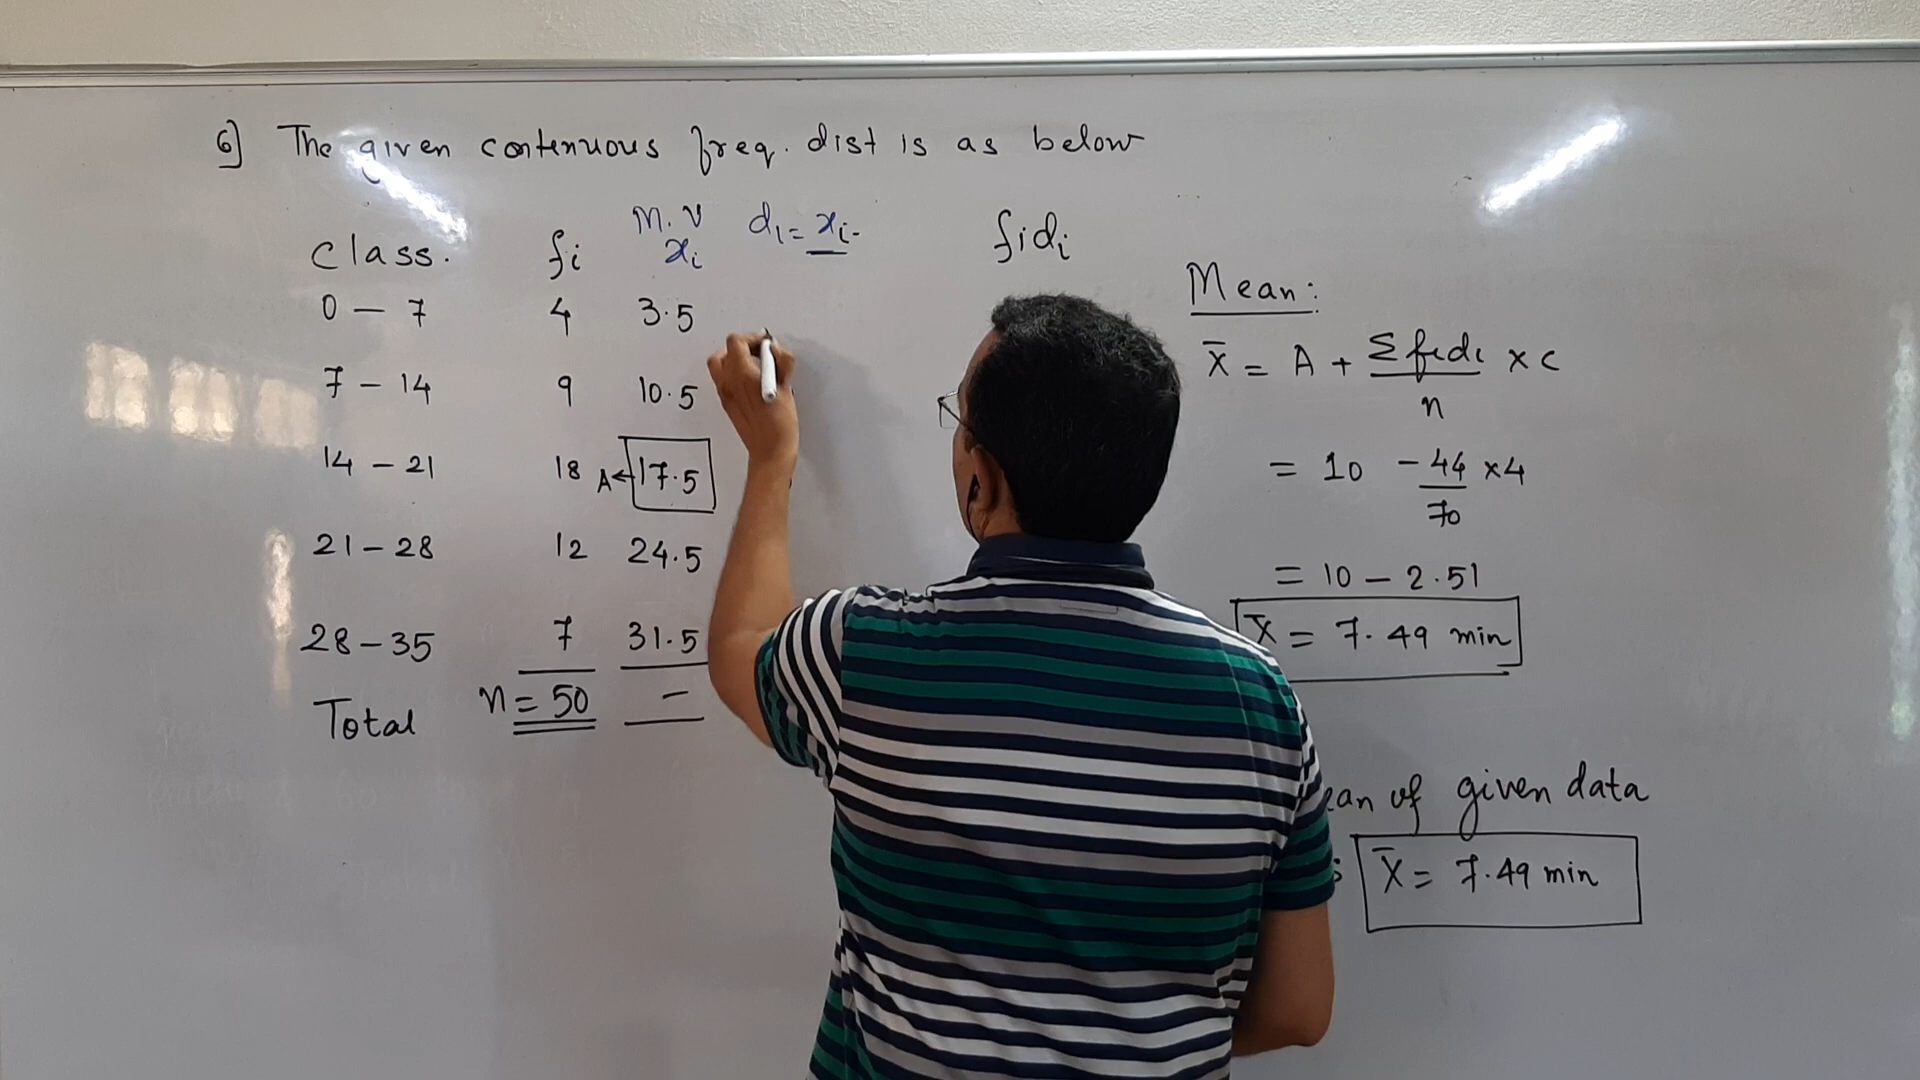 6] The given continuous freq. dist is as below
class. fi M.V xi di = xi- fidi
0 – 7 4 3.5
7 – 14 9 10.5
14 – 21 18 A← 17.5
21 – 28 12 24.5
28 – 35 7 31.5
Total n = 50 –
Mean:
x̄ = A + Σfidi/n × c
= 10 – 44/70 × 4
= 10 – 2.51
x̄ = 7.49 min
of given data
x̄ = 7.49 min